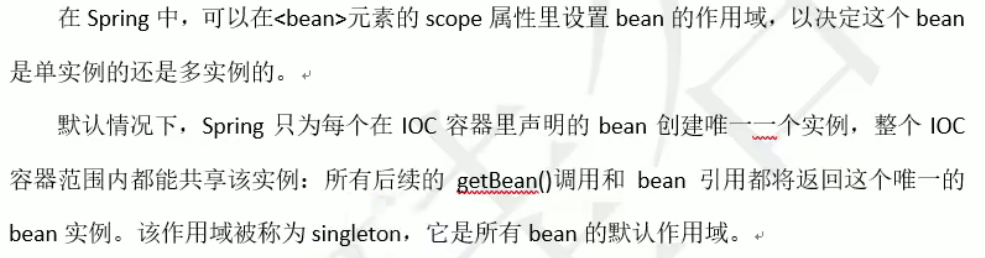 在 Spring 中，可以在<bean>元素的 scope 属性里设置 bean 的作用域，以决定这个 bean
是单实例的还是多实例的。
默认情况下，Spring 只为每个在 IOC 容器里声明的 bean 创建唯一一个实例，整个 IOC
容器范围内都能共享该实例：所有后续的 getBean()调用和 bean 引用都将返回这个唯一的
bean 实例。该作用域被称为 singleton，它是所有 bean 的默认作用域。